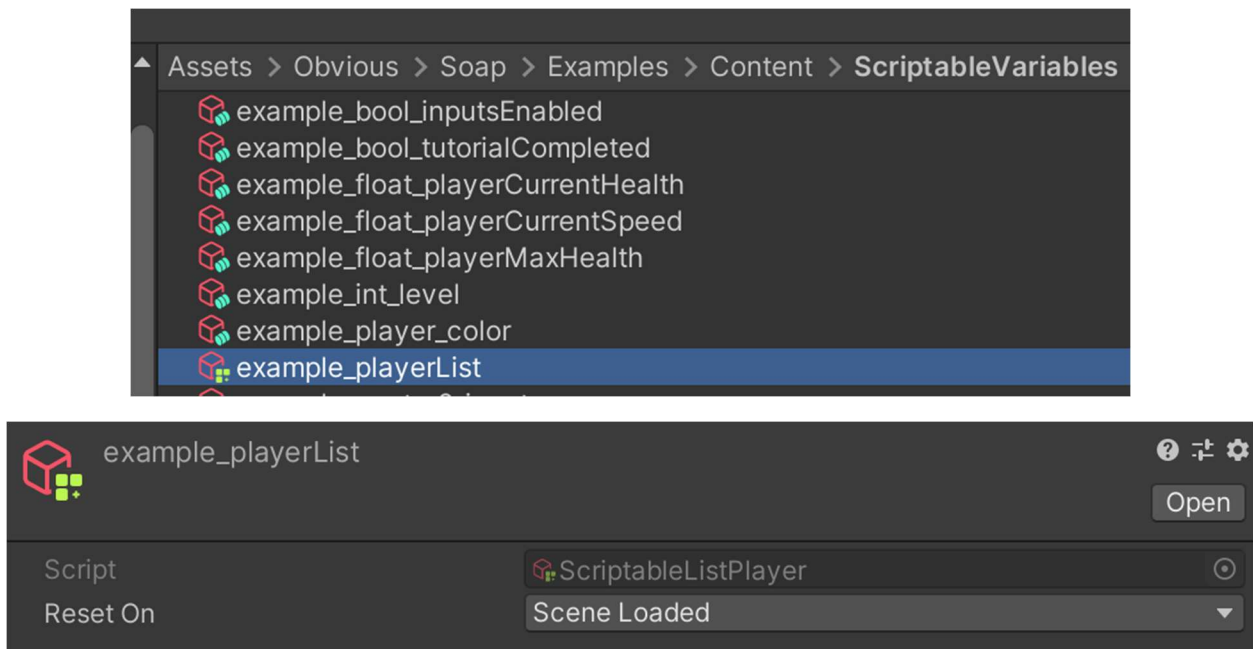 Assets > Obvious > Soap > Examples > Content > ScriptableVariables
example_bool_inputsEnabled
example_bool_tutorialCompleted
example_float_playerCurrentHealth
example_float_playerCurrentSpeed
example_float_playerMaxHealth
example_int_level
example_player_color
example_playerList
example_playerList
Open
Script ScriptableListPlayer
Reset On Scene Loaded